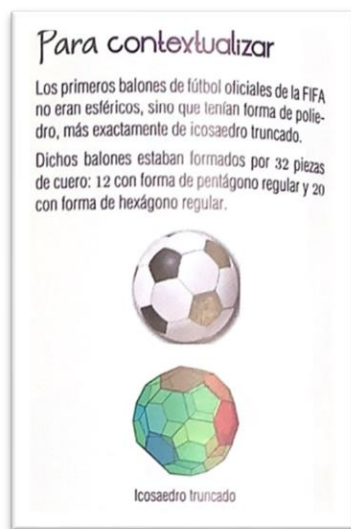 Para contextualizar
Los primeros balones de fútbol oficiales de la FIFA
no eran esféricos, sino que tenían forma de polie-
dro, más exactamente de icosaedro truncado.
Dichos balones estaban formados por 32 piezas
de cuero: 12 con forma de pentágono regular y 20
con forma de hexágono regular.
Icosaedro truncado